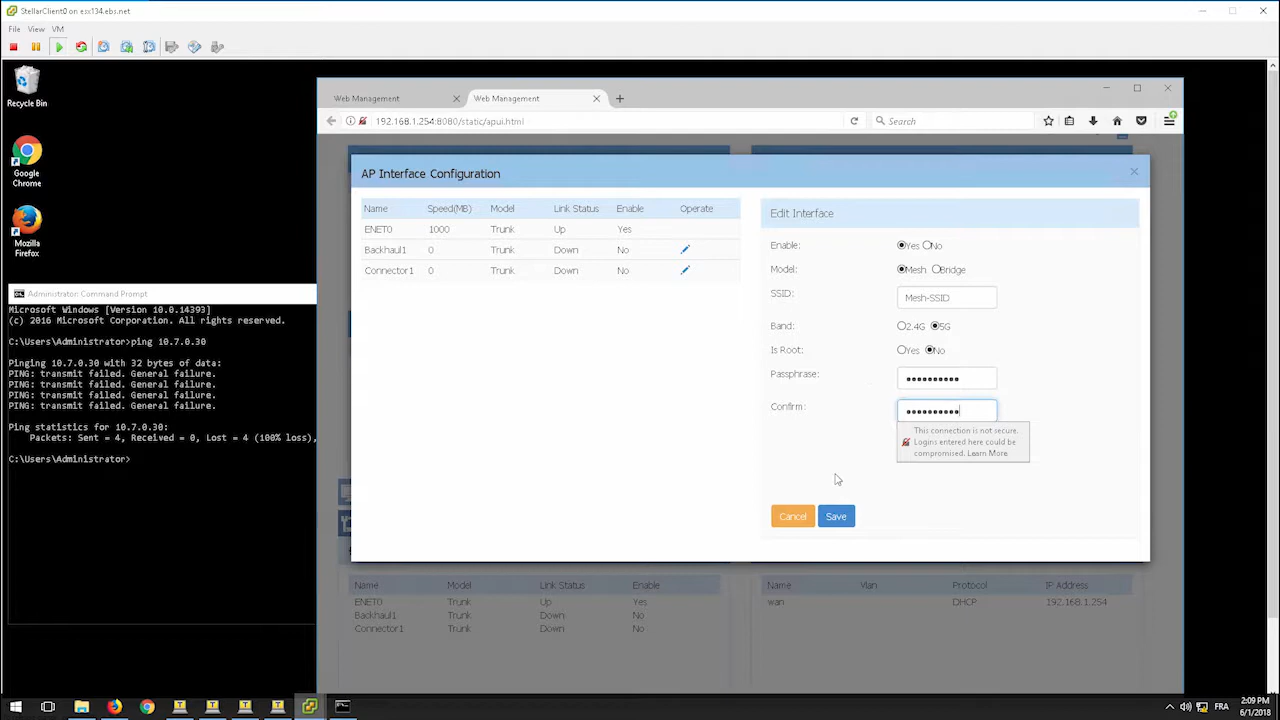 StellarClient0 on esx134.ebs.net
File View VM
Recycle Bin
Google Chrome
Mozilla Firefox
Web Management
Web Management
192.168.1.254:8080/static/apui.html
Search
AP Interface Configuration
Name Speed(MB) Model Link Status Enable Operate
ENET0 1000 Trunk Up Yes
Backhaul1 0 Trunk Down No
Connector1 0 Trunk Down No
Edit Interface
Enable: Yes No
Model: Mesh Bridge
SSID: Mesh-SSID
Band: 2.4G 5G
Is Root: Yes No
Passphrase: ••••••••••
Confirm: ••••••••••
This connection is not secure.
Logins entered here could be
compromised. Learn More
Cancel Save
Administrator: Command Prompt
Microsoft Windows [Version 10.0.14393]
(c) 2016 Microsoft Corporation. All rights reserved.
C:\Users\Administrator>ping 10.7.0.30
Pinging 10.7.0.30 with 32 bytes of data:
PING: transmit failed. General failure.
PING: transmit failed. General failure.
PING: transmit failed. General failure.
PING: transmit failed. General failure.
Ping statistics for 10.7.0.30:
Packets: Sent = 4, Received = 0, Lost = 4 (100% loss),
C:\Users\Administrator>
Name Model Link Status Enable
ENET0 Trunk Up Yes
Backhaul1 Trunk Down No
Connector1 Trunk Down No
Name Vlan Protocol IP Address
wan DHCP 192.168.1.254
FRA
2:09 PM
6/1/2018